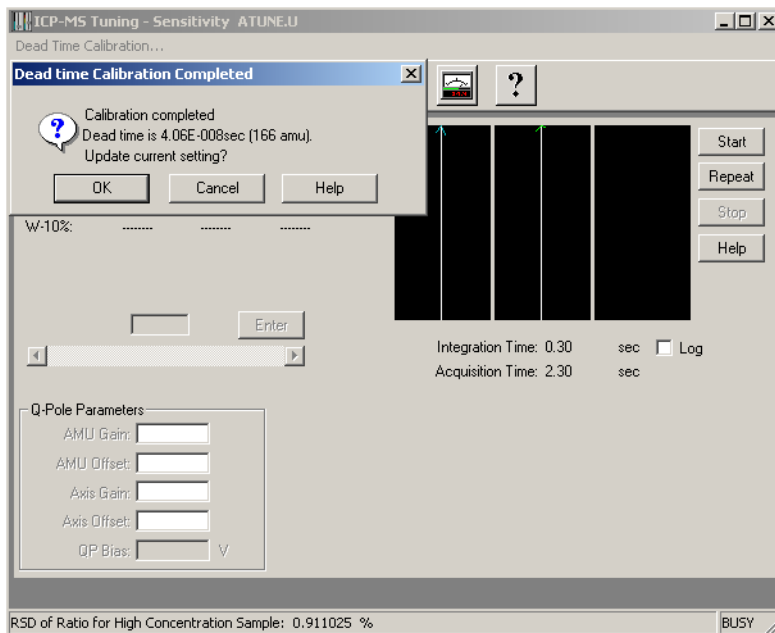 ICP-MS Tuning - Sensitivity ATUNE.U
Dead Time Calibration...
Dead time Calibration Completed
?
?
Calibration completed
Dead time is 4.06E-008sec (166 amu).
Update current setting?
OK Cancel Help
Start
Repeat
Stop
Help
W-10%: -------- -------- --------
Enter
Integration Time: 0.30 sec Log
Acquisition Time: 2.30 sec
Q-Pole Parameters
AMU Gain:
AMU Offset:
Axis Gain:
Axis Offset:
QP Bias: V
RSD of Ratio for High Concentration Sample: 0.911025 % BUSY